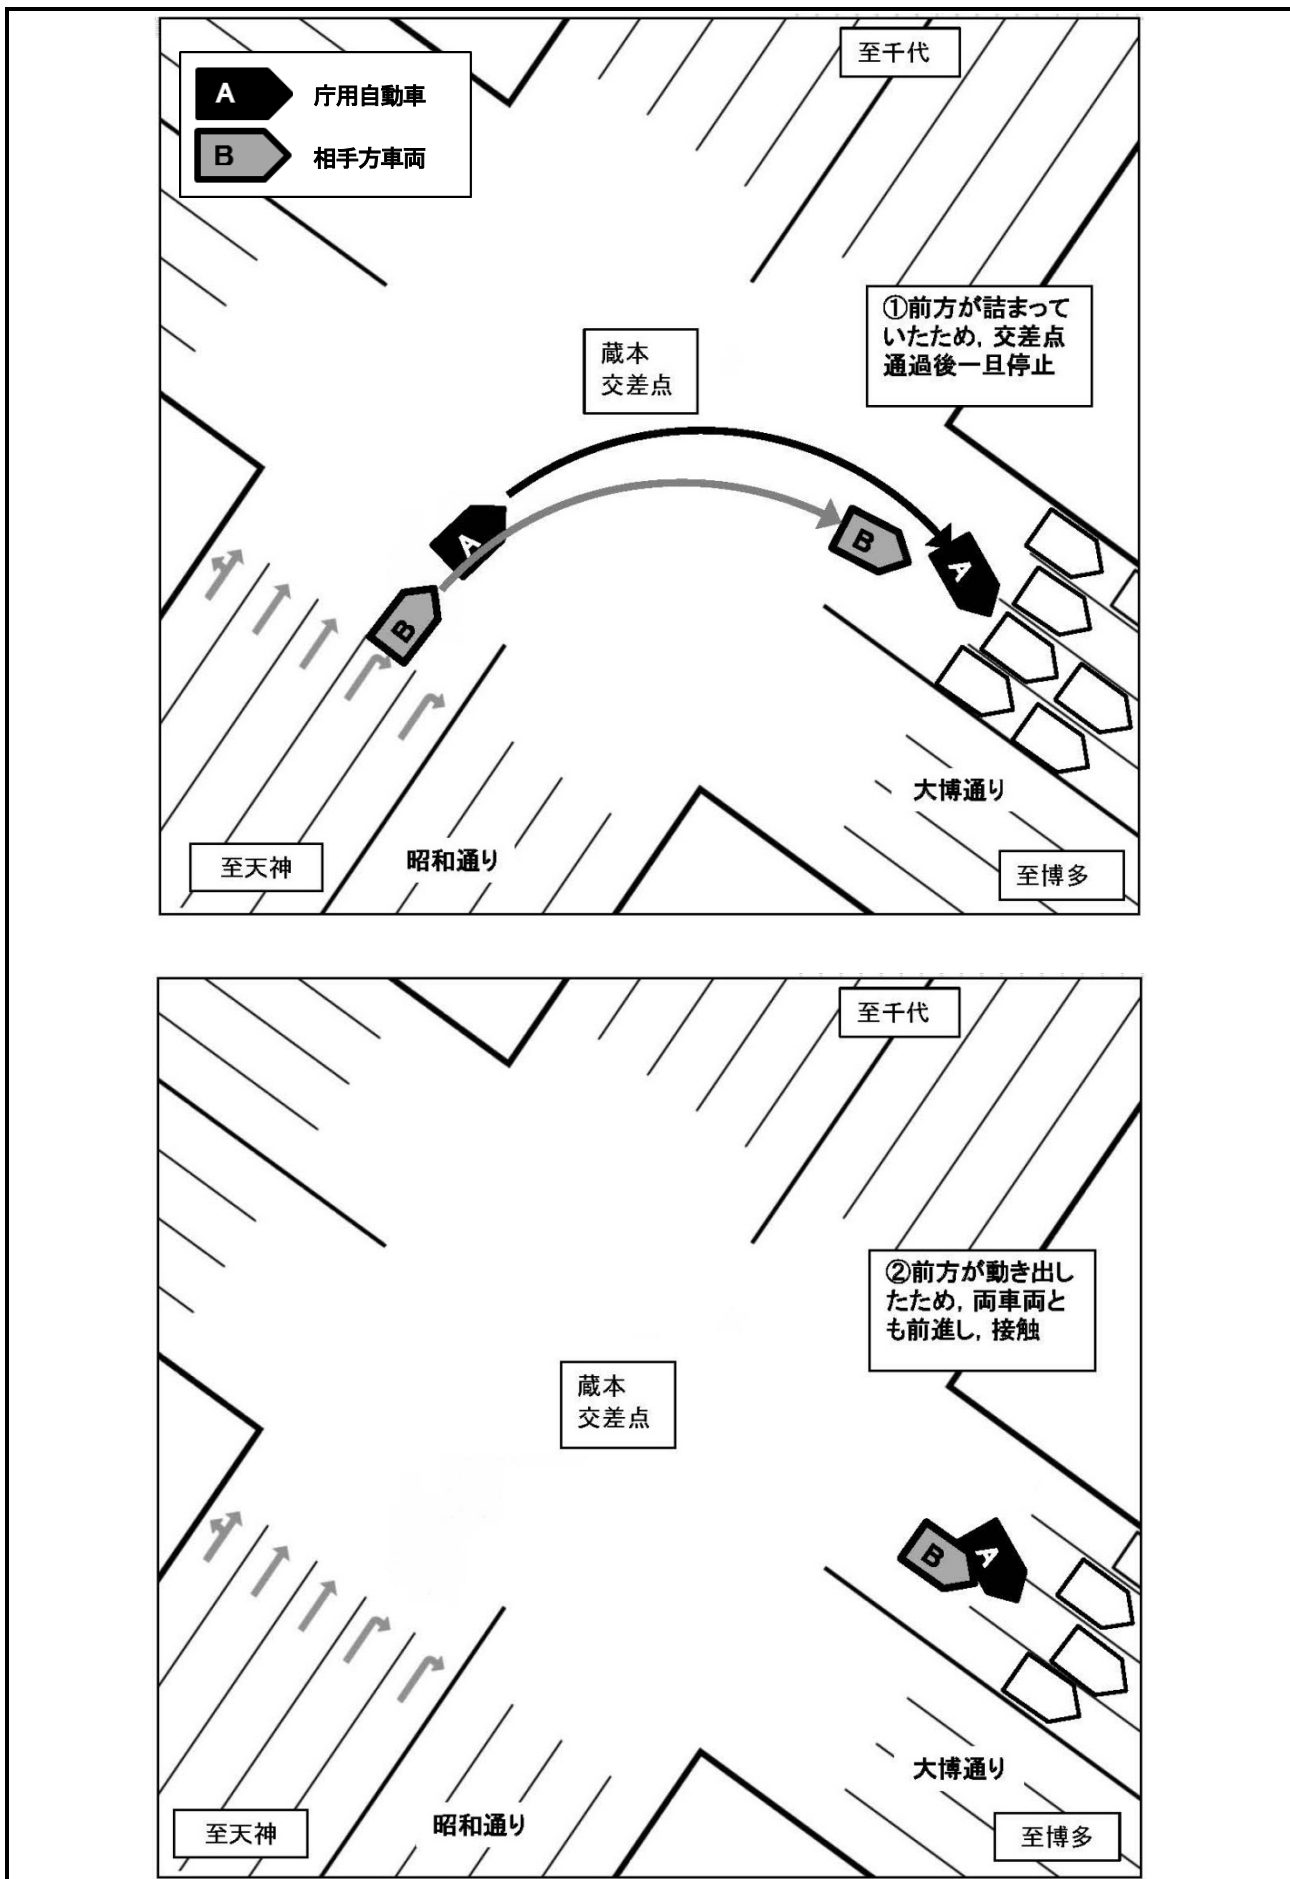 A 庁用自動車
B 相手方車両
至千代
①前方が詰まって
いたため，交差点
通過後一旦停止
蔵本
交差点
A
B
B
A
大博通り
昭和通り
至天神
至博多
至千代
②前方が動き出し
たため，両車両と
も前進し，接触
蔵本
交差点
B
A
大博通り
昭和通り
至天神
至博多